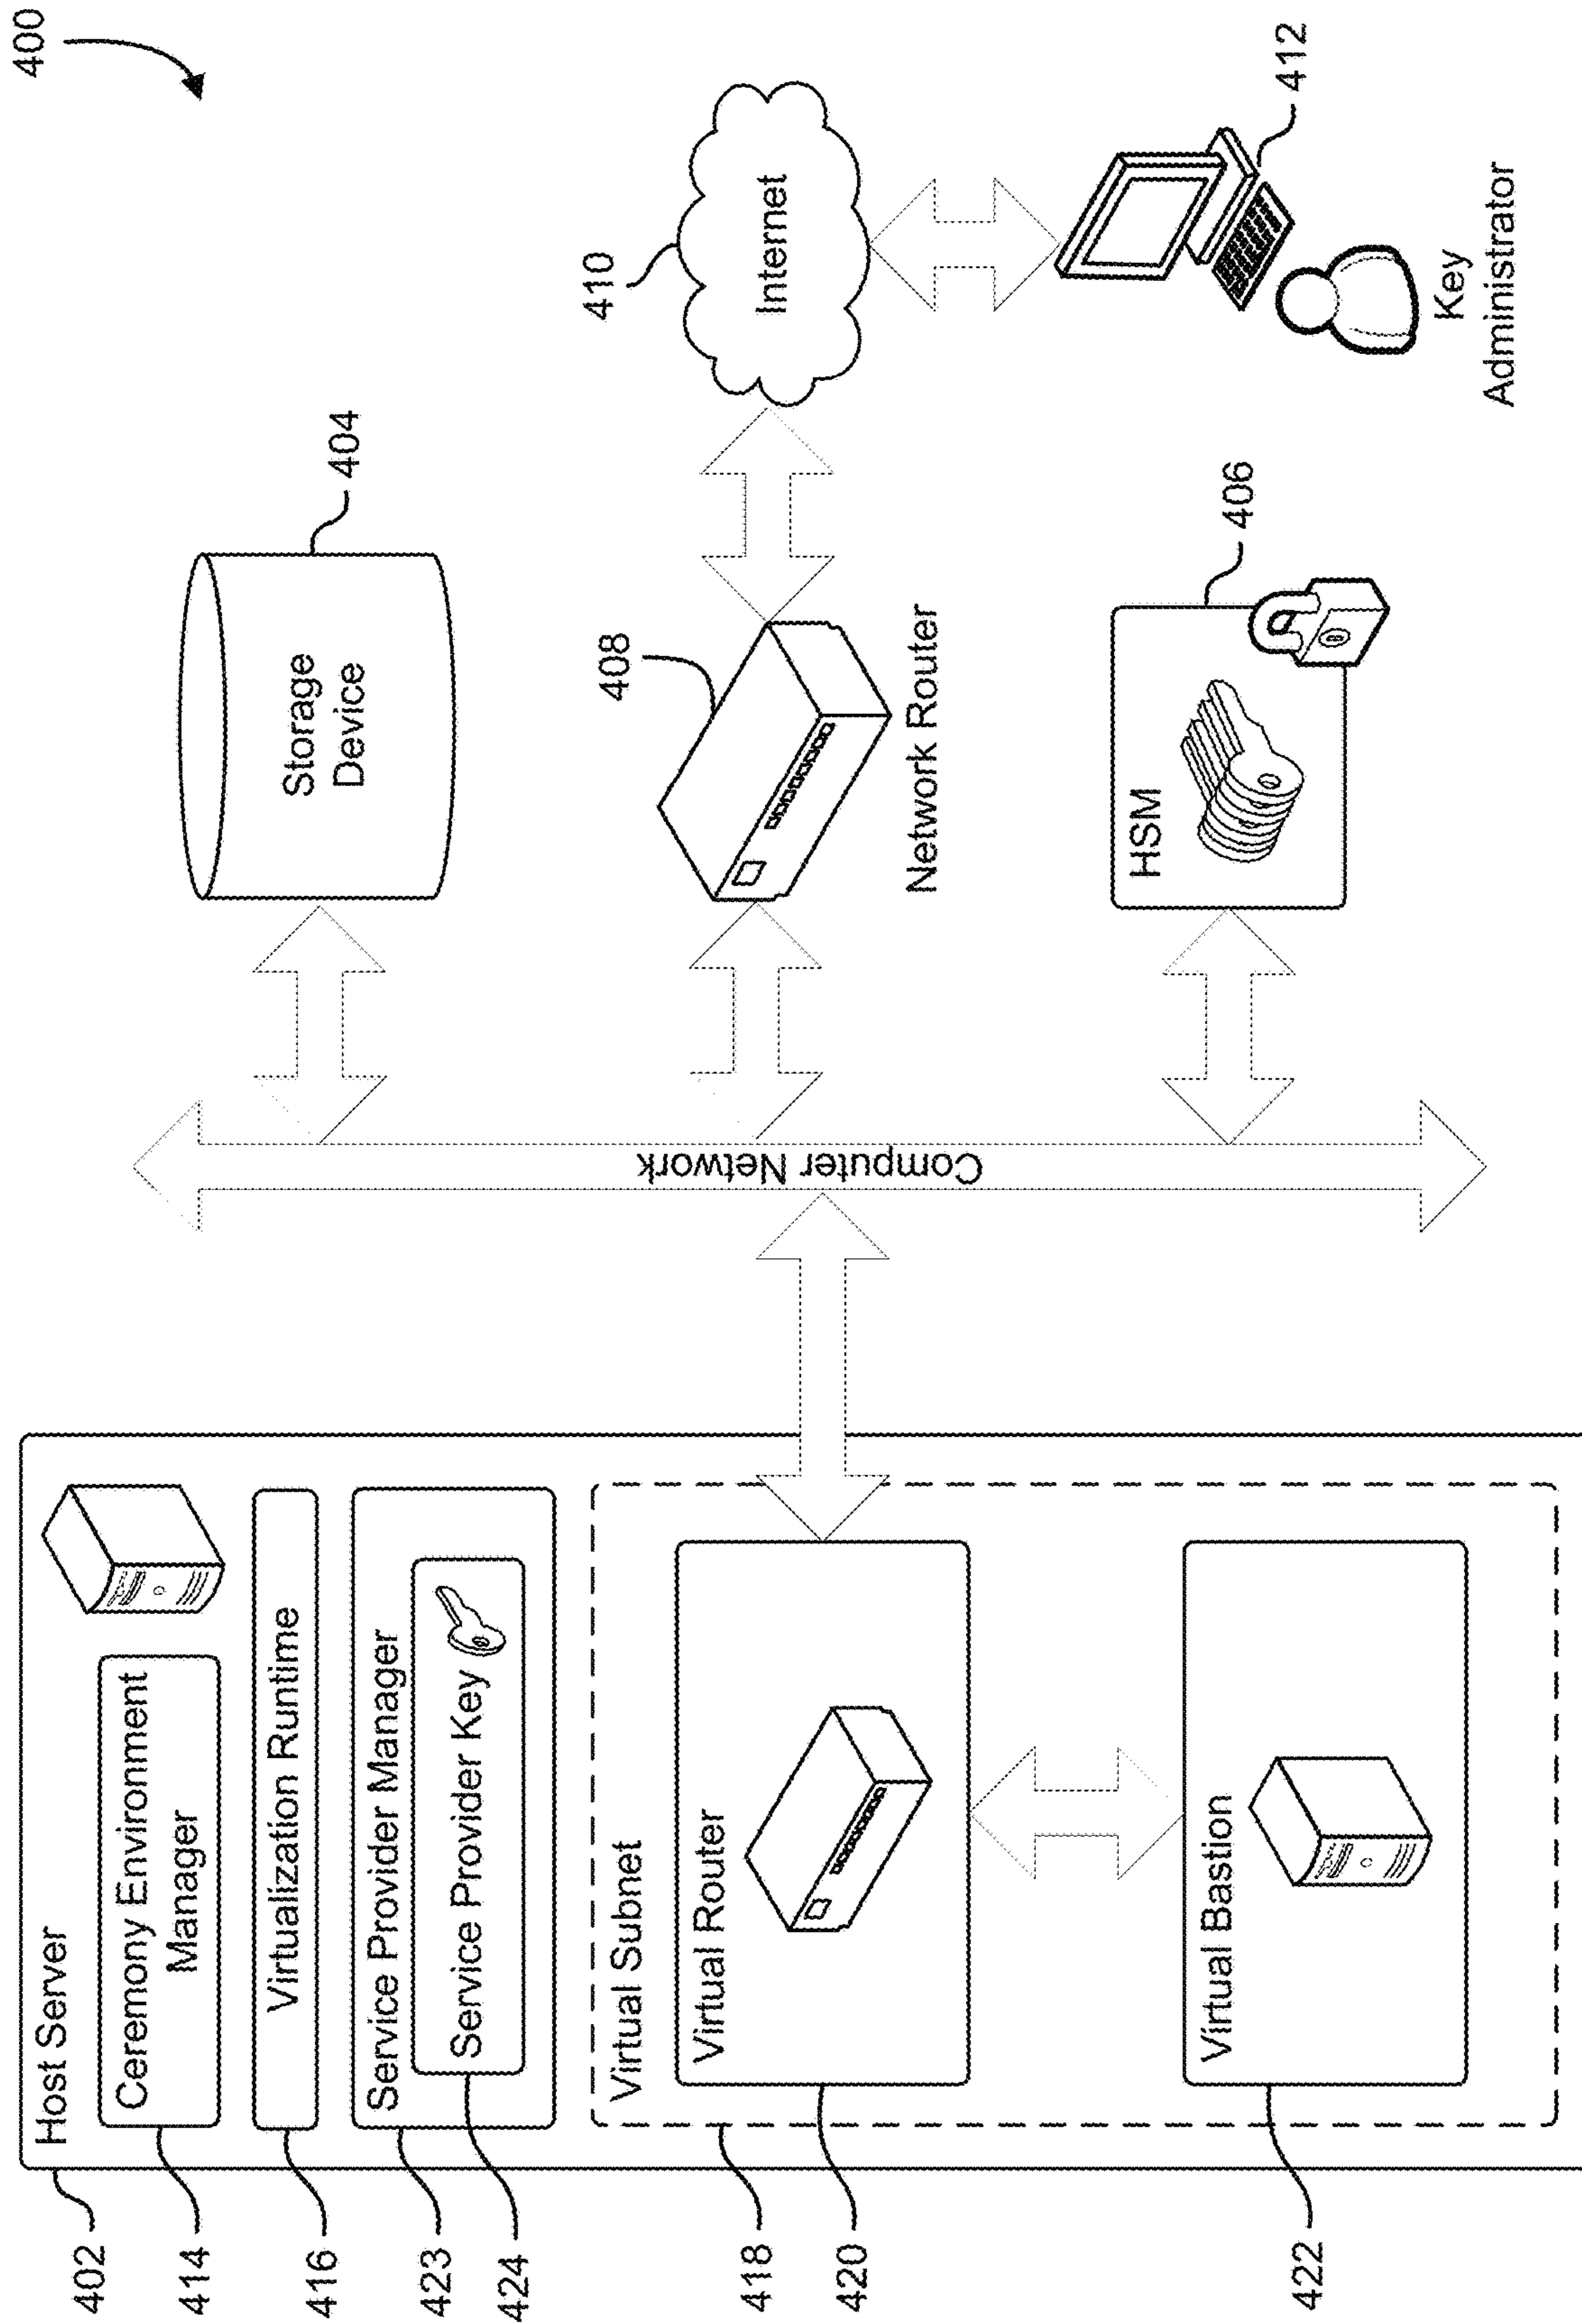 400
Host Server
402
Ceremony Environment
Manager
414
Virtualization Runtime
416
Service Provider Manager
423
Service Provider Key
424
Virtual Subnet
418
Virtual Router
420
Virtual Bastion
422
Computer Network
Storage
Device
404
408
Network Router
HSM
406
410
Internet
412
Key
Administrator